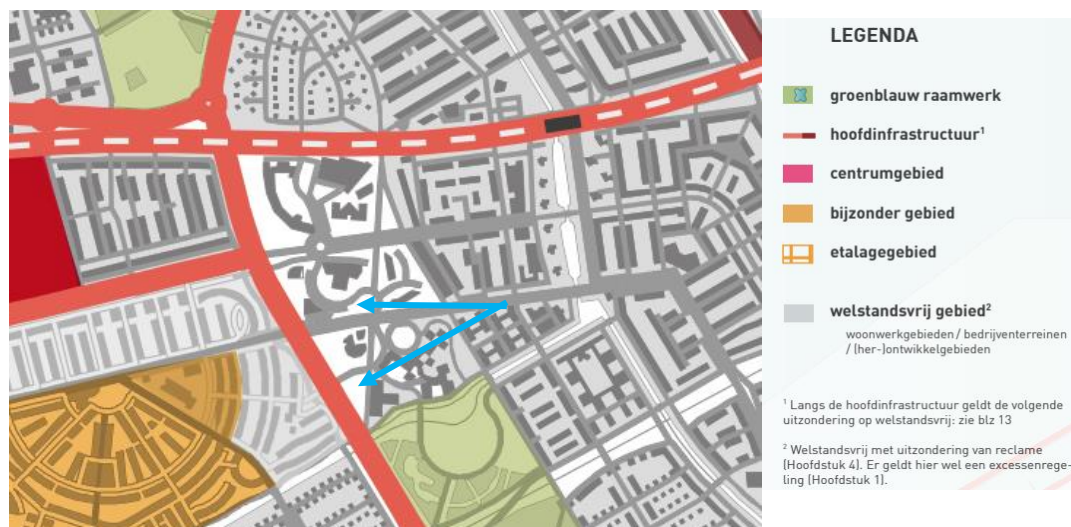 LEGENDA
groenblauw raamwerk
hoofdinfrastructuur¹
centrumgebied
bijzonder gebied
etalagegebied
welstandsvrij gebied²
woonwerkgebieden / bedrijventerreinen
/ (her-)ontwikkelgebieden
¹ Langs de hoofdinfrastructuur geldt de volgende
uitzondering op welstandsvrij: zie blz 13
² Welstandsvrij met uitzondering van reclame
(Hoofdstuk 4). Er geldt hier wel een excessenrege-
ling (Hoofdstuk 1).